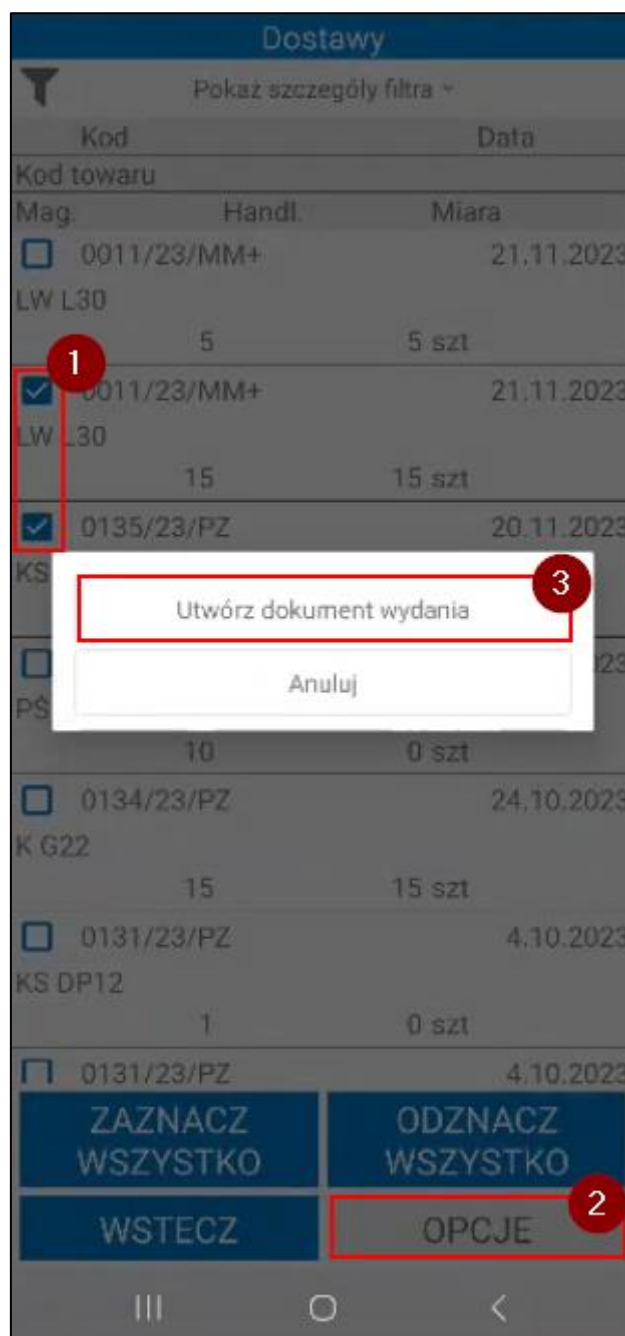 Dostawy
Pokaż szczegóły filtra
Kod Data
Kod towaru
Mag. Handl. Miara
0011/23/MM+ 21.11.2023
LW L30
5 5 szt
1
0011/23/MM+ 21.11.2023
LW L30
15 15 szt
0135/23/PZ 20.11.2023
KS
3
Utwórz dokument wydania
23
Anuluj
PŚ
10 0 szt
0134/23/PZ 24.10.2023
K G22
15 15 szt
0131/23/PZ 4.10.2023
KS DP12
1 0 szt
0131/23/PZ 4.10.2023
ZAZNACZ WSZYSTKO
ODZNACZ WSZYSTKO
2
WSTECZ OPCJE